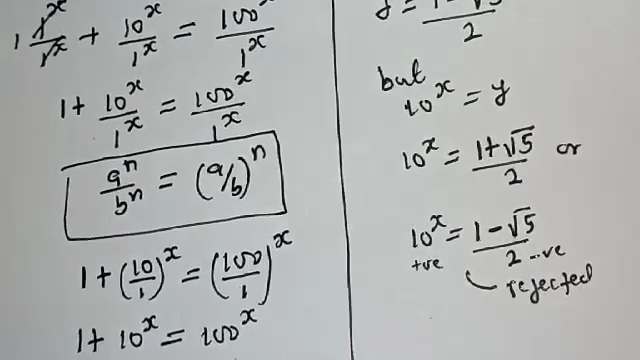 1 1^x/1^x + 10^x/1^x = 100^x/1^x
1 + 10^x/1^x = 100^x/1^x
a^n/b^n = (a/b)^n
1 + (10/1)^x = (100/1)^x
1 + 10^x = 100^x
y = 1-√5/2
but
10^x = y
10^x = 1+√5/2 or
10^x = 1-√5/2
+ve -ve
rejected